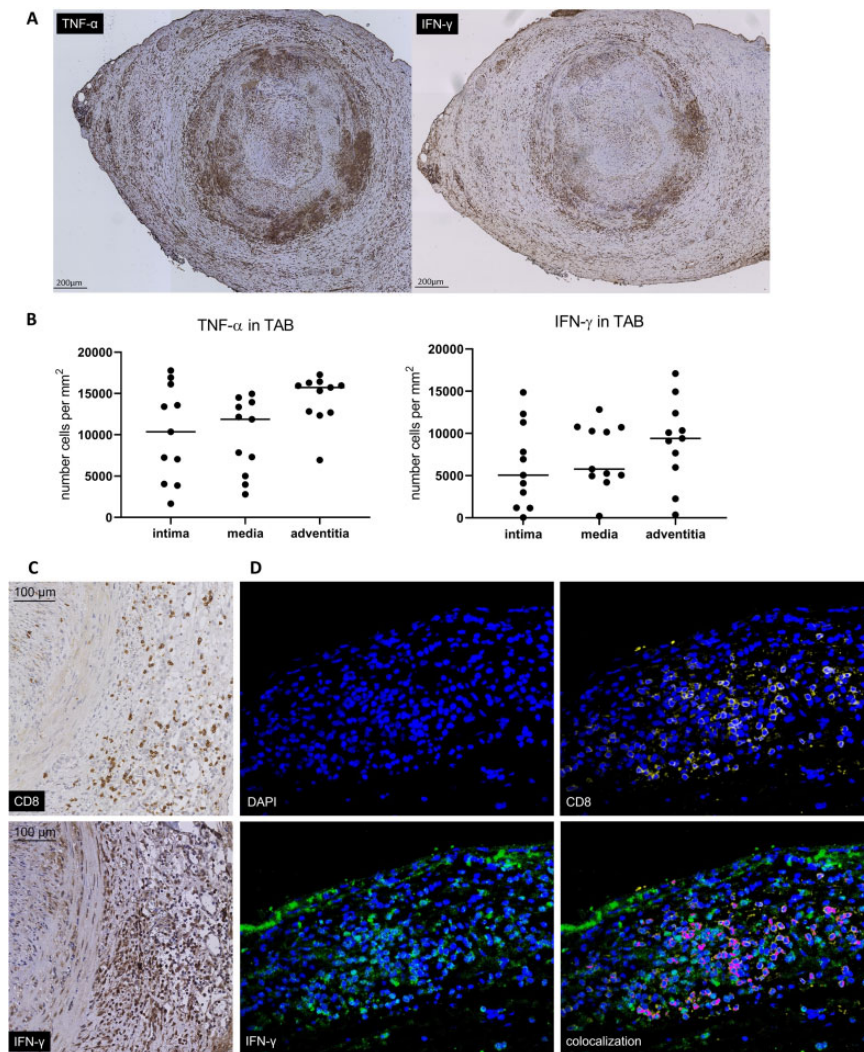 A
TNF-α
IFN-γ
200µm
200µm
B
TNF-α in TAB
IFN-γ in TAB
number cells per mm²
20000
15000
10000
5000
0
intima
media
adventitia
number cells per mm²
20000
15000
10000
5000
0
intima
media
adventitia
C
D
100 µm
CD8
DAPI
CD8
100 µm
IFN-γ
IFN-γ
colocalization